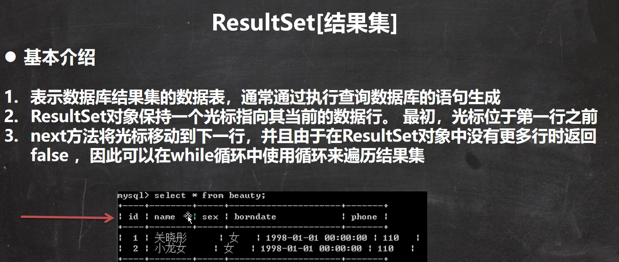 ResultSet[结果集]
● 基本介绍
1. 表示数据库结果集的数据表，通常通过执行查询数据库的语句生成
2. ResultSet对象保持一个光标指向其当前的数据行。 最初，光标位于第一行之前
3. next方法将光标移动到下一行，并且由于在ResultSet对象中没有更多行时返回
false ，因此可以在while循环中使用循环来遍历结果集
mysql> select * from beauty;
| id | name | sex | borndate | phone |
| 1 | 关晓彤 | 女 | 1998-01-01 00:00:00 | 110 |
| 2 | 小龙女 | 女 | 1998-01-01 00:00:00 | 110 |